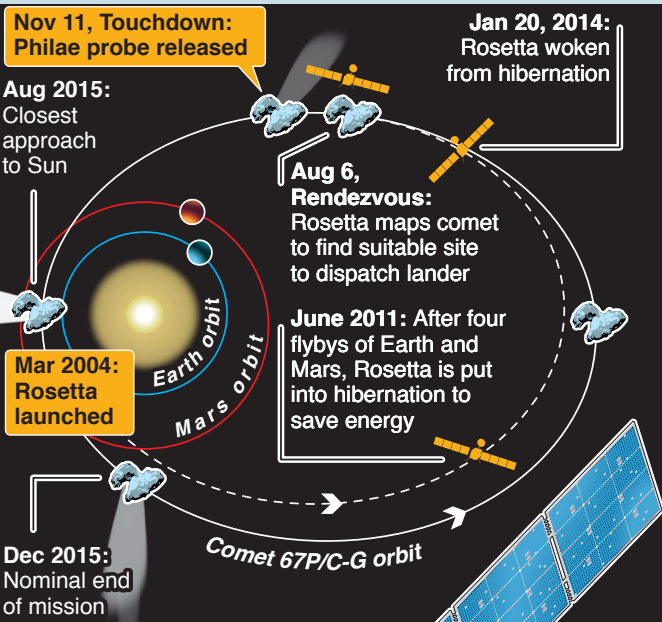 Nov 11, Touchdown:
Philae probe released
Jan 20, 2014:
Rosetta woken
from hibernation
Aug 2015:
Closest
approach
to Sun
Aug 6,
Rendezvous:
Rosetta maps comet
to find suitable site
to dispatch lander
June 2011: After four
flybys of Earth and
Mars, Rosetta is put
into hibernation to
save energy
Earth orbit
Mars orbit
Mar 2004:
Rosetta
launched
Comet 67P/C-G orbit
Dec 2015:
Nominal end
of mission